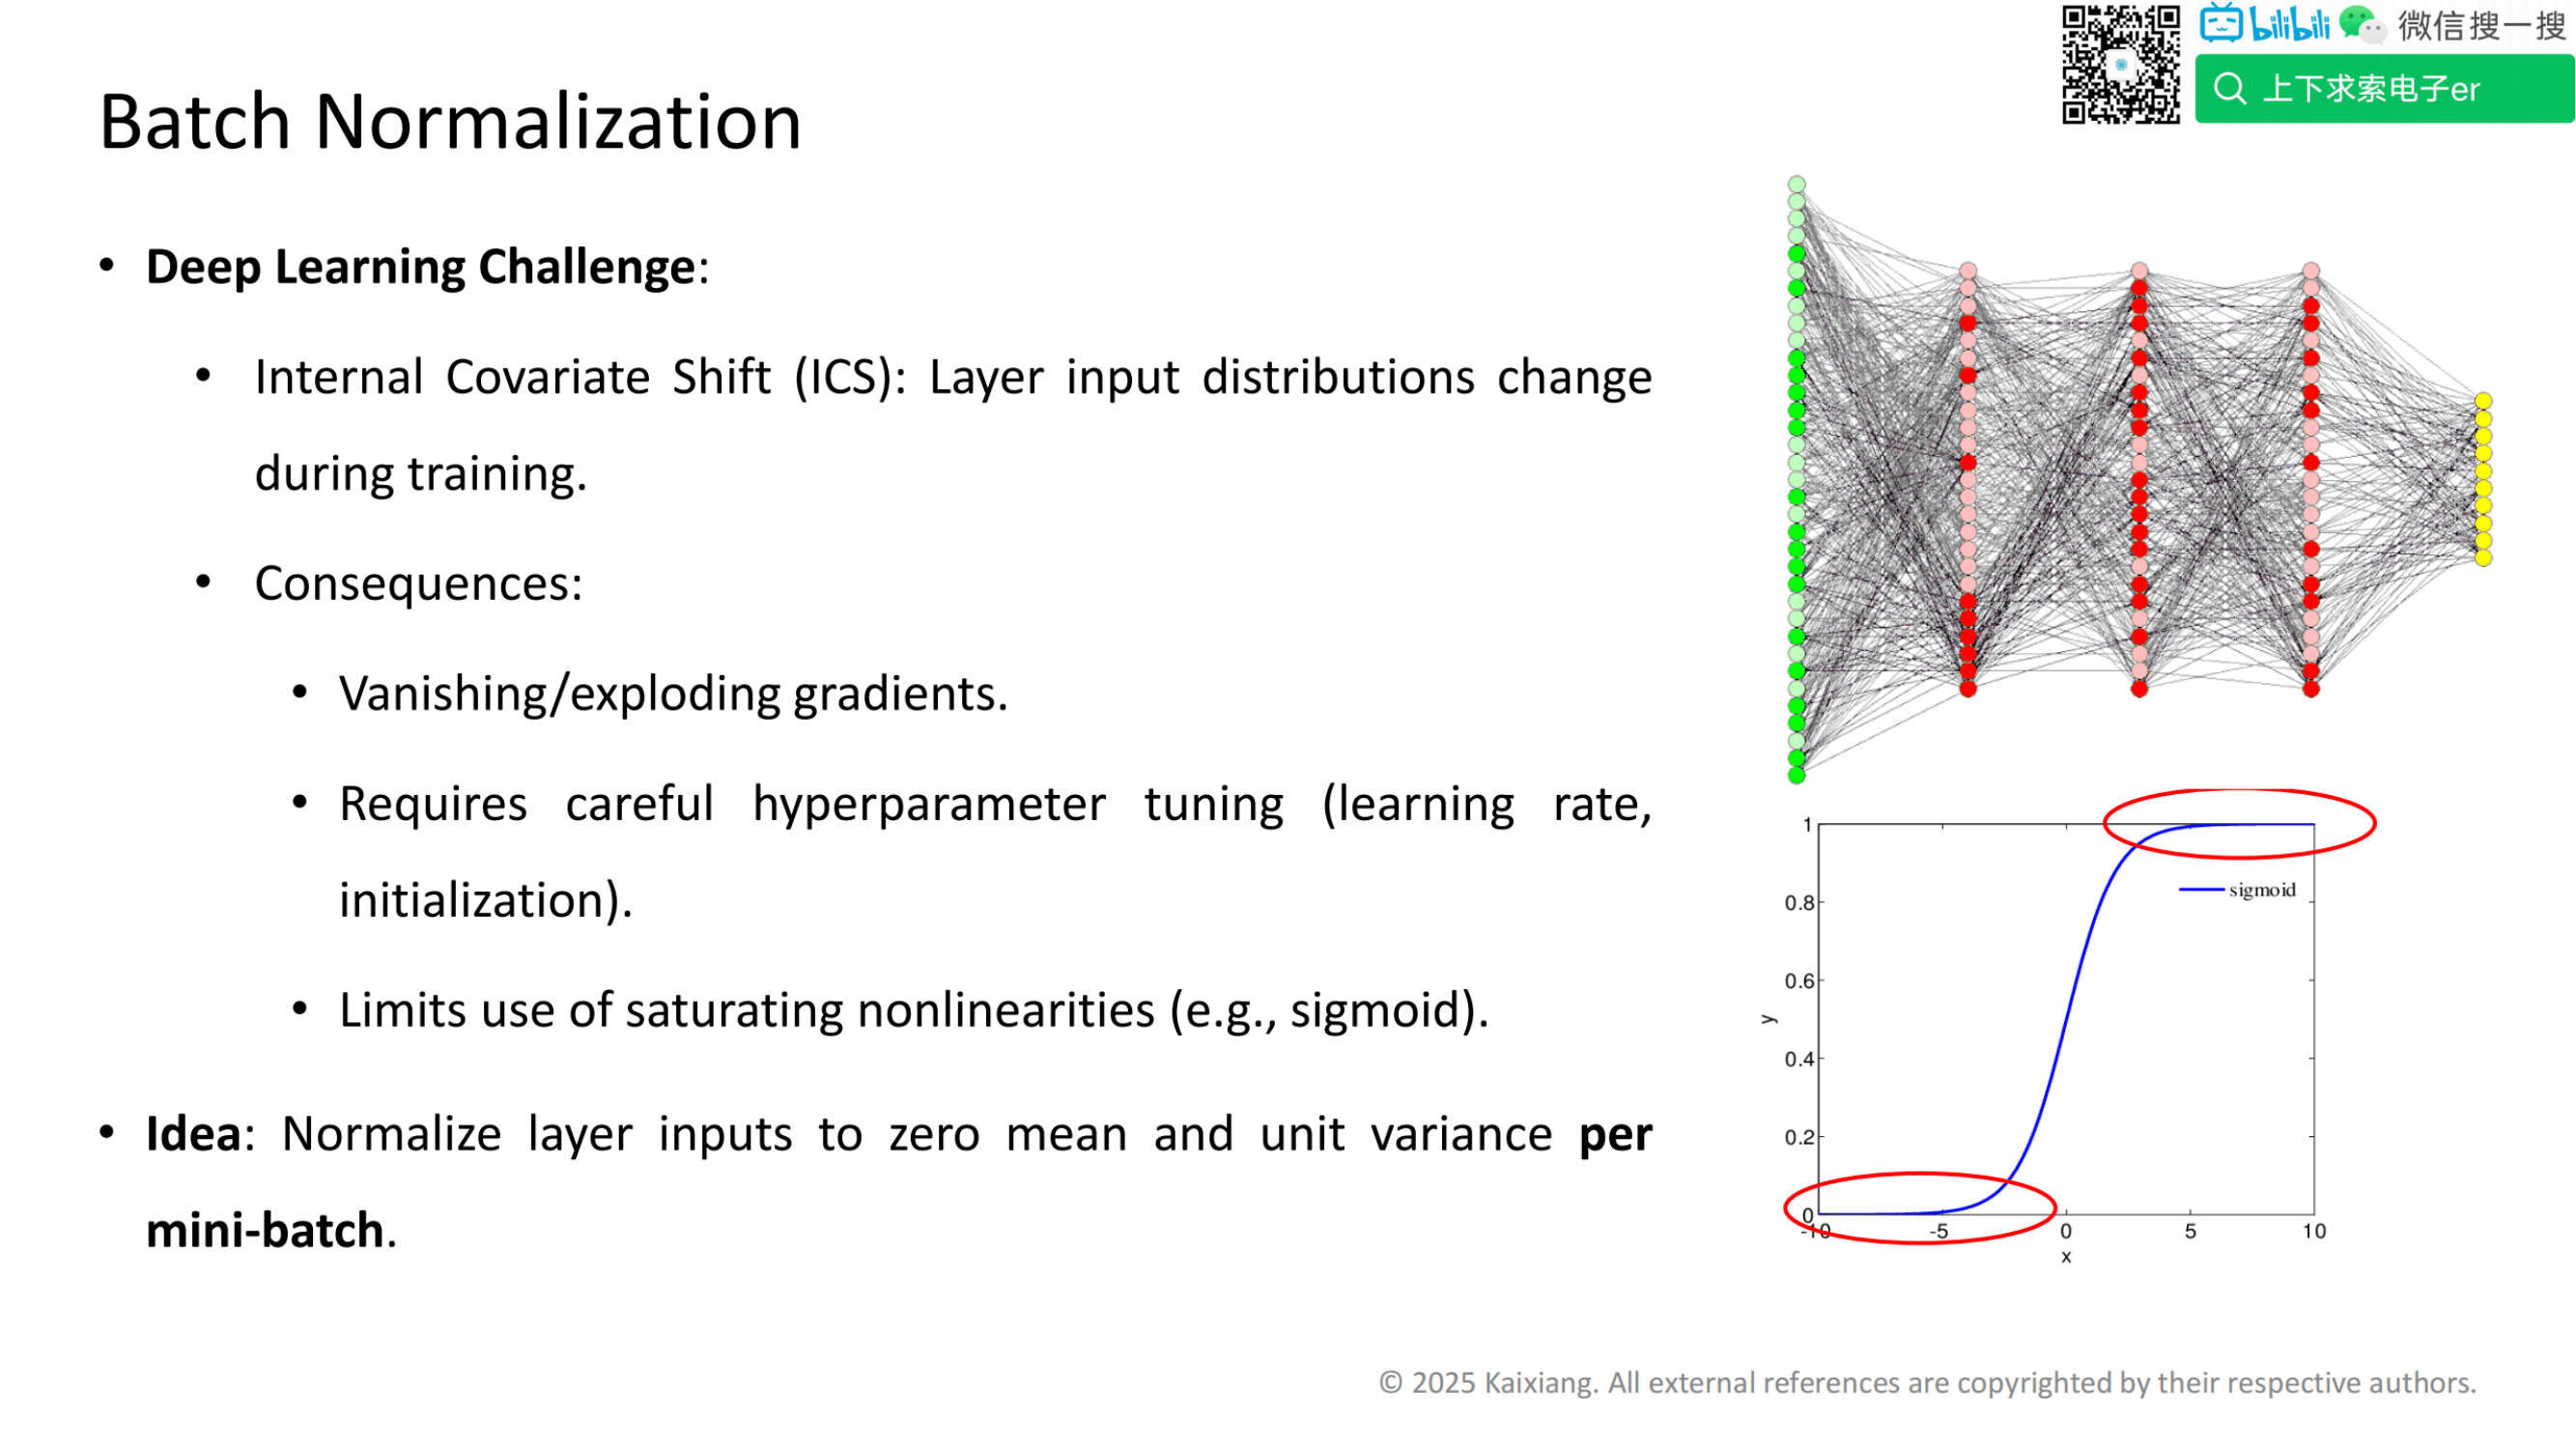 bilibili 微信搜一搜
上下求索电子er
Batch Normalization
• Deep Learning Challenge:
• Internal Covariate Shift (ICS): Layer input distributions change
during training.
• Consequences:
• Vanishing/exploding gradients.
• Requires careful hyperparameter tuning (learning rate,
initialization).
• Limits use of saturating nonlinearities (e.g., sigmoid).
• Idea: Normalize layer inputs to zero mean and unit variance per
mini-batch.
1
sigmoid
0.8
0.6
y
0.4
0.2
0
-10 -5 0 5 10
x
© 2025 Kaixiang. All external references are copyrighted by their respective authors.